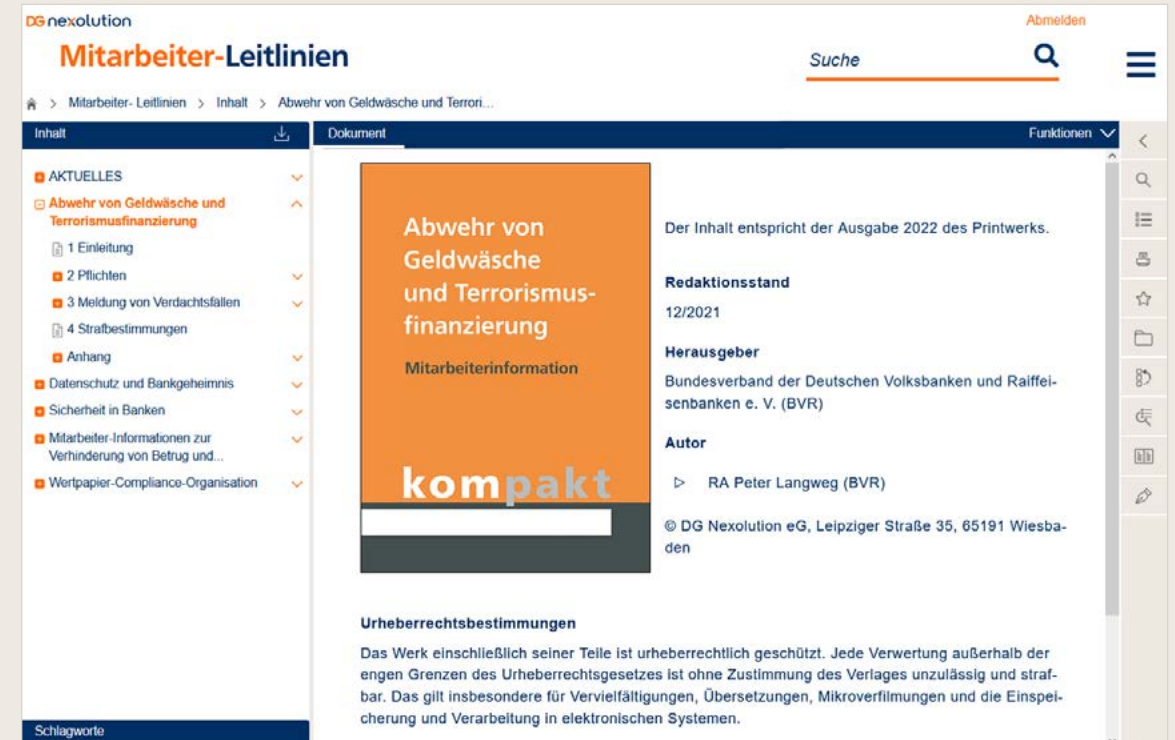 DG nexolution
Abmelden
Mitarbeiter-Leitlinien
Suche
> Mitarbeiter- Leitlinien > Inhalt > Abwehr von Geldwäsche und Terrori...
Inhalt
AKTUELLES
Abwehr von Geldwäsche und
Terrorismusfinanzierung
1 Einleitung
2 Pflichten
3 Meldung von Verdachtsfällen
4 Strafbestimmungen
Anhang
Datenschutz und Bankgeheimnis
Sicherheit in Banken
Mitarbeiter-Informationen zur
Verhinderung von Betrug und...
Wertpapier-Compliance-Organisation
Schlagworte
Dokument
Funktionen
Abwehr von
Geldwäsche
und Terrorismus-
finanzierung
Mitarbeiterinformation
kompakt
Der Inhalt entspricht der Ausgabe 2022 des Printwerks.
Redaktionsstand
12/2021
Herausgeber
Bundesverband der Deutschen Volksbanken und Raiffei-
senbanken e. V. (BVR)
Autor
RA Peter Langweg (BVR)
© DG Nexolution eG, Leipziger Straße 35, 65191 Wiesba-
den
Urheberrechtsbestimmungen
Das Werk einschließlich seiner Teile ist urheberrechtlich geschützt. Jede Verwertung außerhalb der
engen Grenzen des Urheberrechtsgesetzes ist ohne Zustimmung des Verlages unzulässig und straf-
bar. Das gilt insbesondere für Vervielfältigungen, Übersetzungen, Mikroverfilmungen und die Einspei-
cherung und Verarbeitung in elektronischen Systemen.